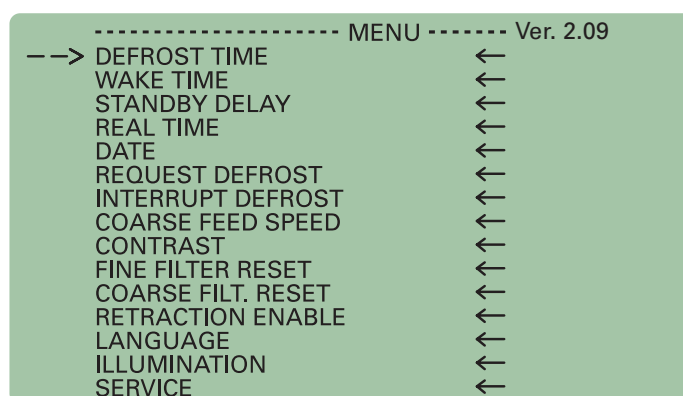 ----------------------- MENU ------- Ver. 2.09
--> DEFROST TIME ←
WAKE TIME ←
STANDBY DELAY ←
REAL TIME ←
DATE ←
REQUEST DEFROST ←
INTERRUPT DEFROST ←
COARSE FEED SPEED ←
CONTRAST ←
FINE FILTER RESET ←
COARSE FILT. RESET ←
RETRACTION ENABLE ←
LANGUAGE ←
ILLUMINATION ←
SERVICE ←